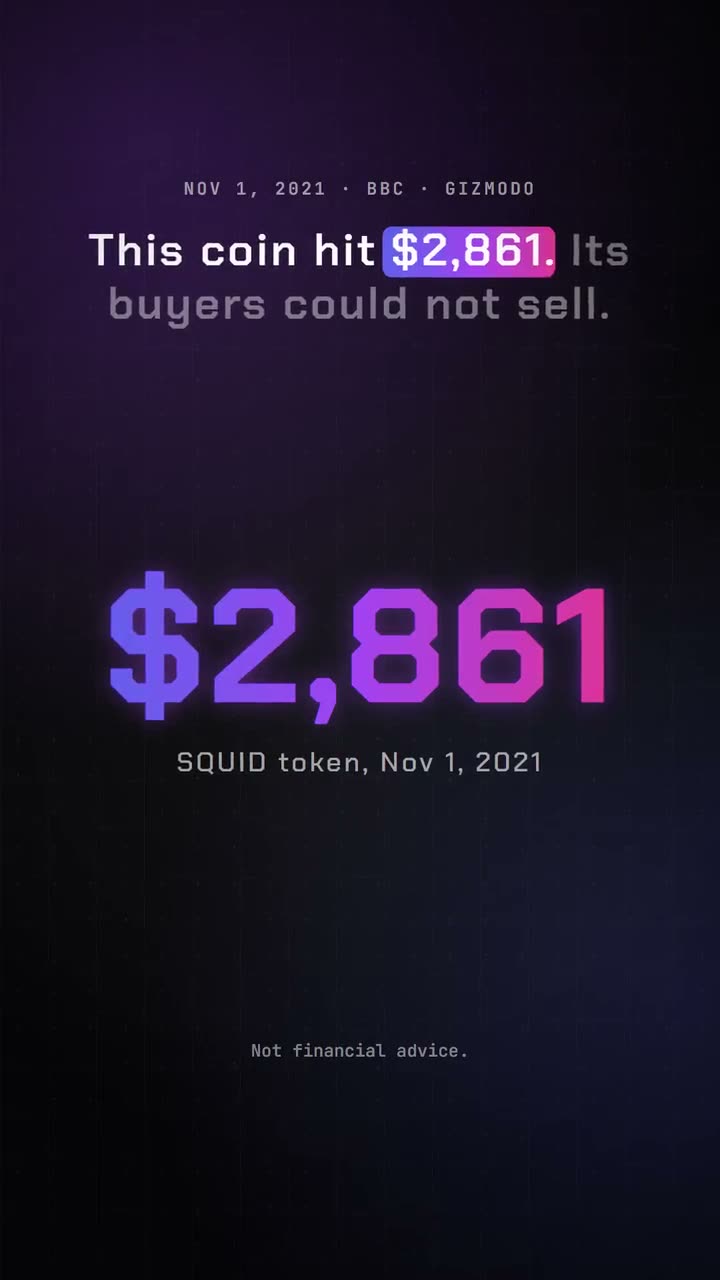 NOV 1, 2021 · BBC · GIZMODO
This coin hit $2,861. Its
buyers could not sell.
$2,861
SQUID token, Nov 1, 2021
Not financial advice.